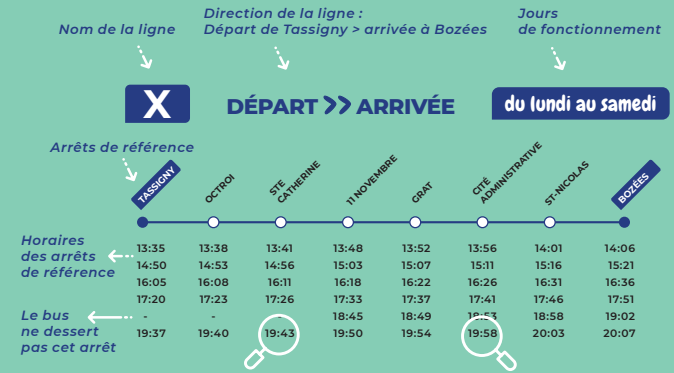 Nom de la ligne
Direction de la ligne :
Départ de Tassigny > arrivée à Bozées
Jours
de fonctionnement
X
DÉPART >> ARRIVÉE
du lundi au samedi
Arrêts de référence
TASSIGNY
OCTROI
STE
CATHERINE
11 NOVEMBRE
GRAT
CITÉ
ADMINISTRATIVE
ST-NICOLAS
BOZÉES
Horaires
des arrêts
de référence
13:35 13:38 13:41 13:48 13:52 13:56 14:01 14:06
14:50 14:53 14:56 15:03 15:07 15:11 15:16 15:21
16:05 16:08 16:11 16:18 16:22 16:26 16:31 16:36
17:20 17:23 17:26 17:33 17:37 17:41 17:46 17:51
Le bus
ne dessert
pas cet arrêt
- - - 18:45 18:49 18:53 18:58 19:02
19:37 19:40 19:43 19:50 19:54 19:58 20:03 20:07